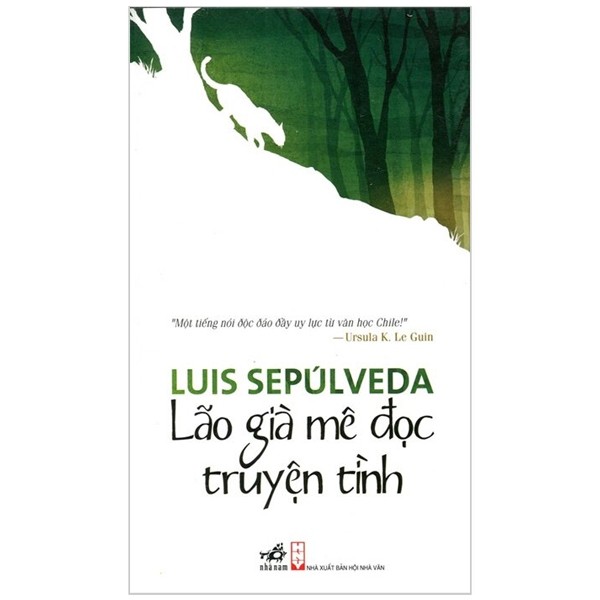 "Một tiếng nói độc đáo đầy uy lực từ văn học Chile!"
—Ursula K. Le Guin
LUIS SEPÚLVEDA
Lão già mê đọc
truyện tình
nhã nam
NHÀ XUẤT BẢN HỘI NHÀ VĂN